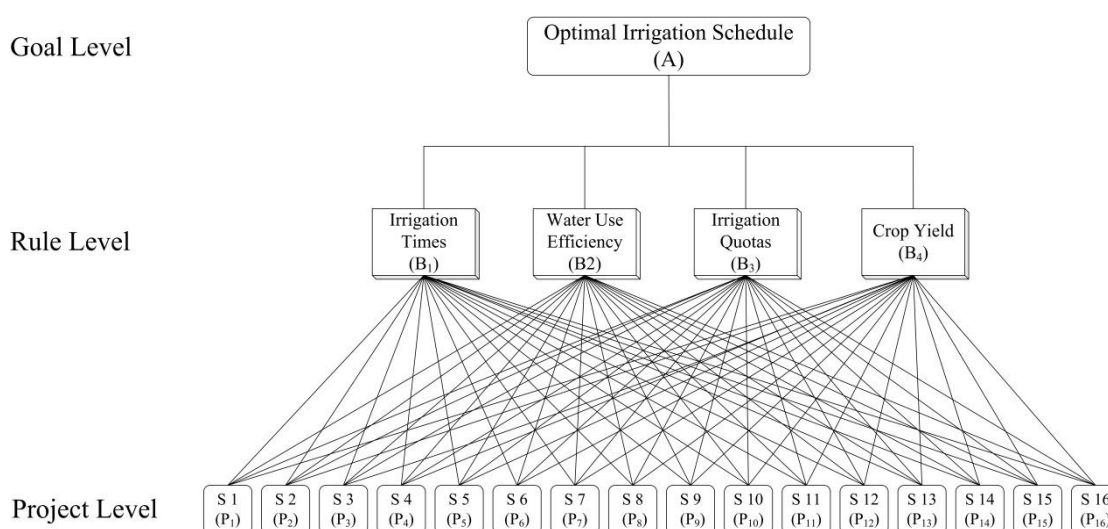 Goal Level
Optimal Irrigation Schedule
(A)
Rule Level
Irrigation
Times
(B₁)
Water Use
Efficiency
(B2)
Irrigation
Quotas
(B₃)
Crop Yield
(B₄)
Project Level
S 1
(P₁)
S 2
(P₂)
S 3
(P₃)
S 4
(P₄)
S 5
(P₅)
S 6
(P₆)
S 7
(P₇)
S 8
(P₈)
S 9
(P₉)
S 10
(P₁₀)
S 11
(P₁₁)
S 12
(P₁₂)
S 13
(P₁₃)
S 14
(P₁₄)
S 15
(P₁₅)
S 16
(P₁₆)